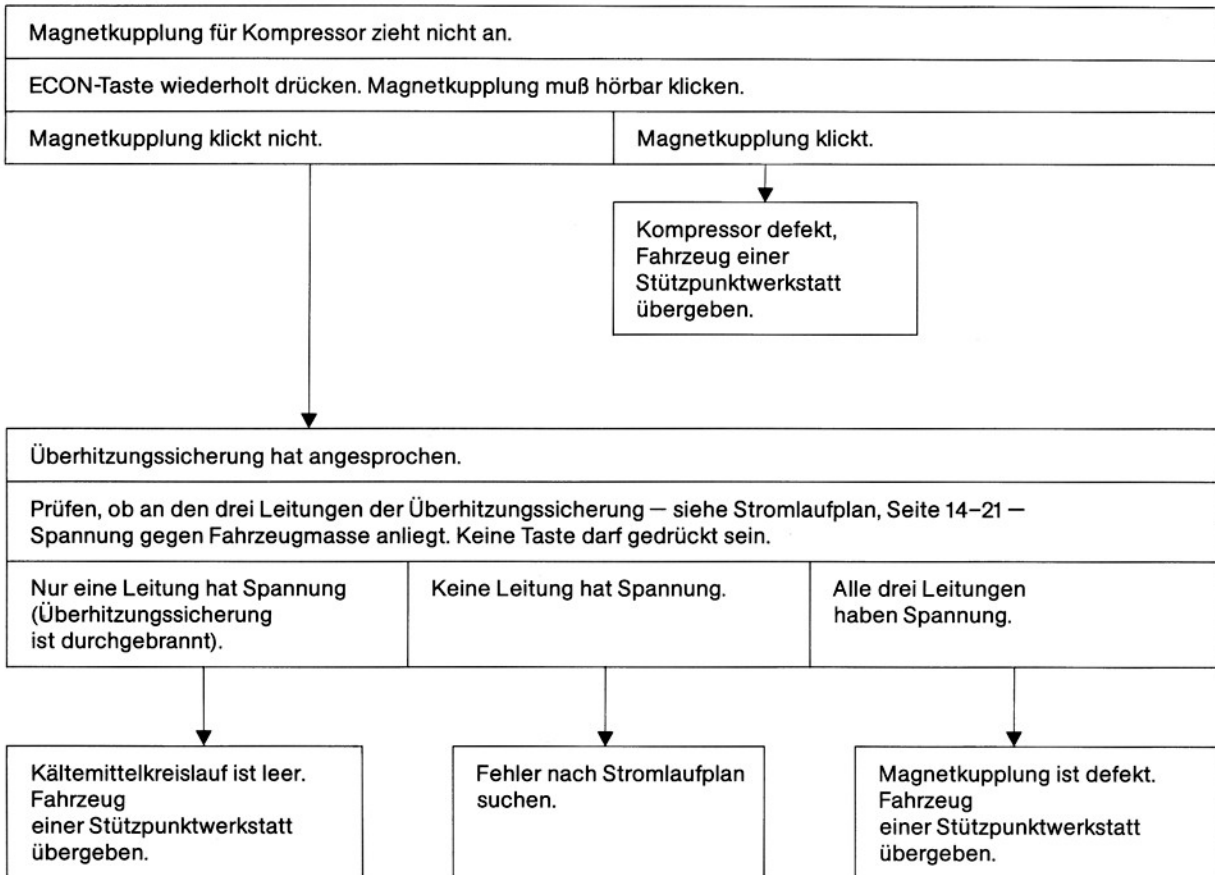 Magnetkupplung für Kompressor zieht nicht an.
ECON-Taste wiederholt drücken. Magnetkupplung muß hörbar klicken.
Magnetkupplung klickt nicht.
Magnetkupplung klickt.
Kompressor defekt,
Fahrzeug einer
Stützpunktwerkstatt
übergeben.
Überhitzungssicherung hat angesprochen.
Prüfen, ob an den drei Leitungen der Überhitzungssicherung — siehe Stromlaufplan, Seite 14–21 —
Spannung gegen Fahrzeugmasse anliegt. Keine Taste darf gedrückt sein.
Nur eine Leitung hat Spannung
(Überhitzungssicherung
ist durchgebrannt).
Keine Leitung hat Spannung.
Alle drei Leitungen
haben Spannung.
Kältemittelkreislauf ist leer.
Fahrzeug
einer Stützpunktwerkstatt
übergeben.
Fehler nach Stromlaufplan
suchen.
Magnetkupplung ist defekt.
Fahrzeug
einer Stützpunktwerkstatt
übergeben.